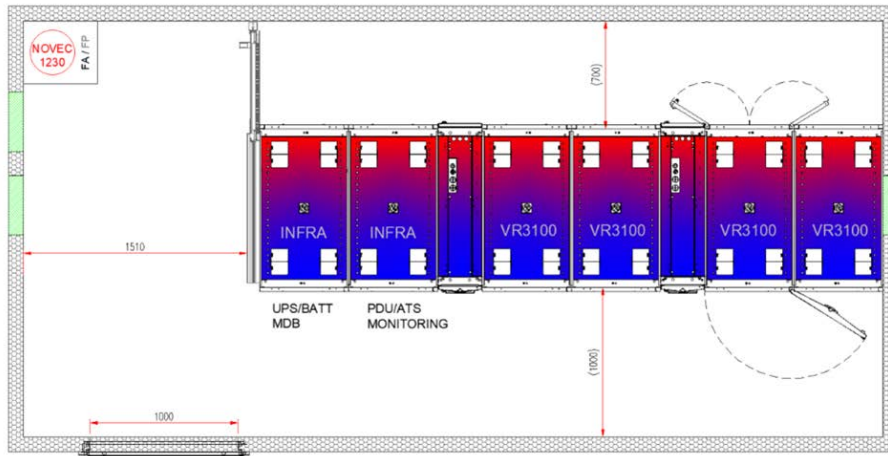 NOVEC
1230
FA / FP
(700)
INFRA
INFRA
VR3100
VR3100
VR3100
VR3100
1510
UPS/BATT
MDB
PDU/ATS
MONITORING
(1000)
1000